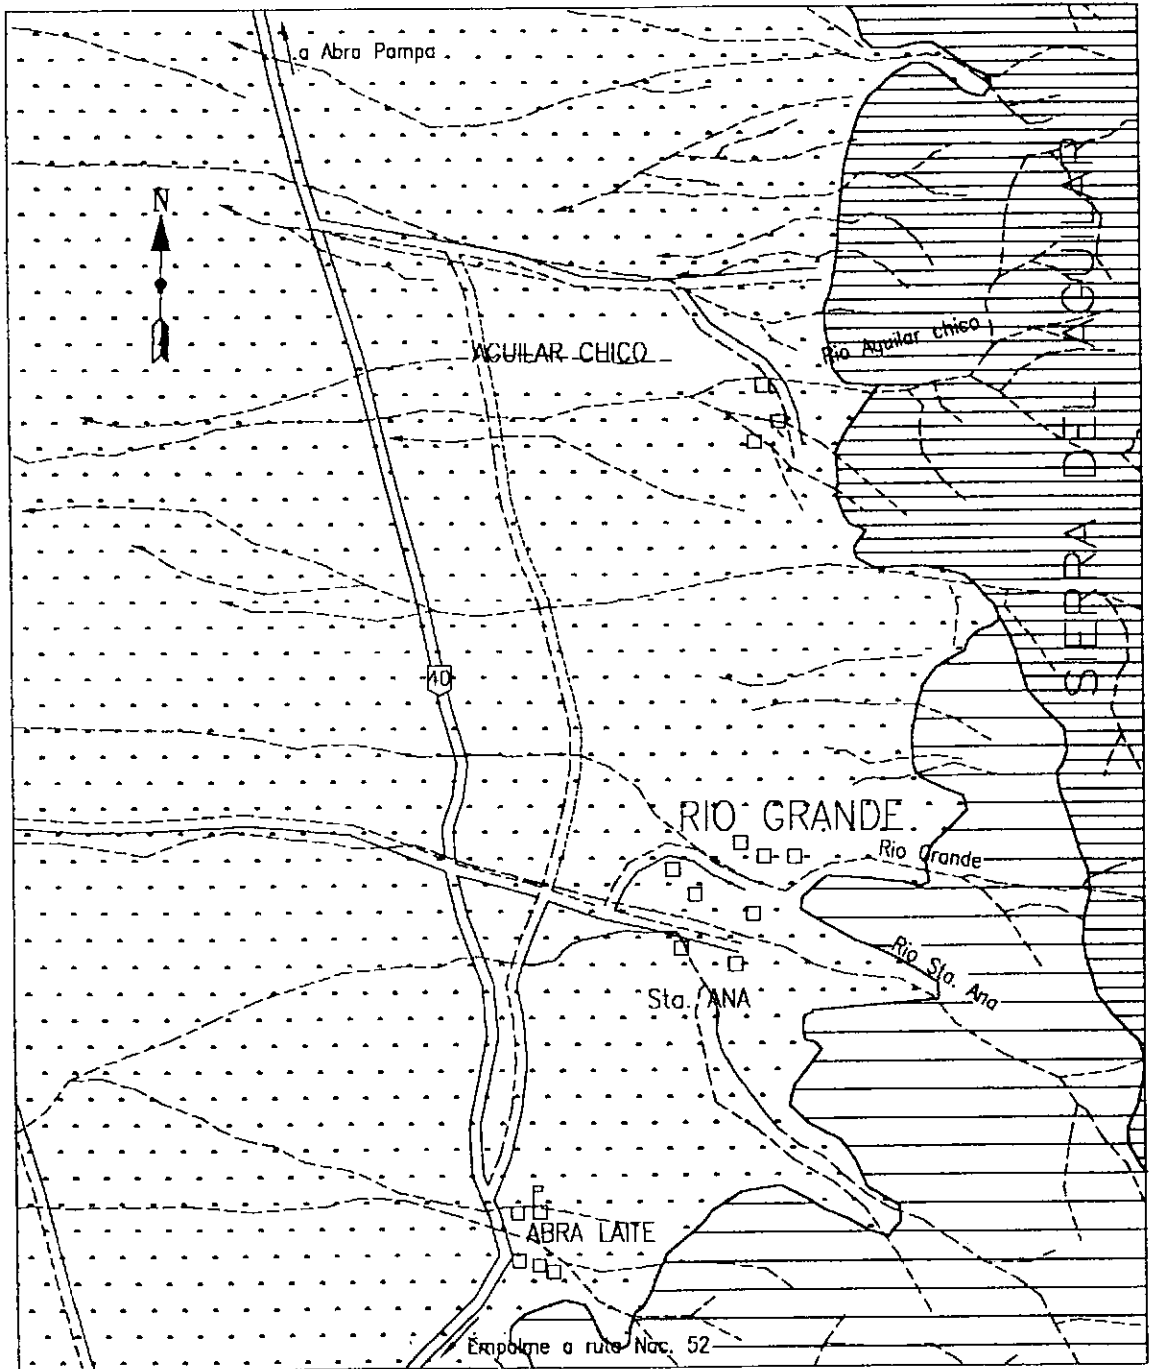 a Abra Pampa
N
AGUILAR CHICO
Rio Aguilar chico
SIERRA DEL AGUILAR
40
RIO GRANDE
Rio Grande
Rio Sta. Ana
Sta. ANA
ABRA LAITE
Empalme a ruta Nac. 52